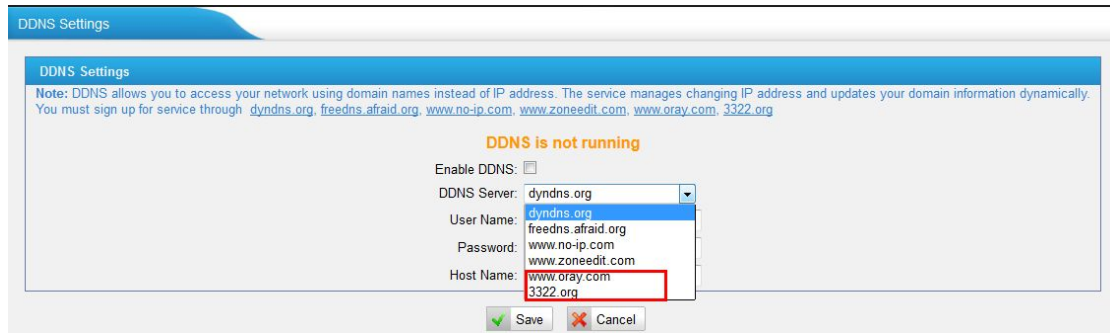 DDNS Settings
DDNS Settings
Note: DDNS allows you to access your network using domain names instead of IP address. The service manages changing IP address and updates your domain information dynamically.
You must sign up for service through dyndns.org, freedns.afraid.org, www.no-ip.com, www.zoneedit.com, www.oray.com, 3322.org
DDNS is not running
Enable DDNS:
DDNS Server: dyndns.org
dyndns.org
User Name:
freedns.afraid.org
www.no-ip.com
Password:
www.zoneedit.com
Host Name: www.oray.com
3322.org
Save Cancel